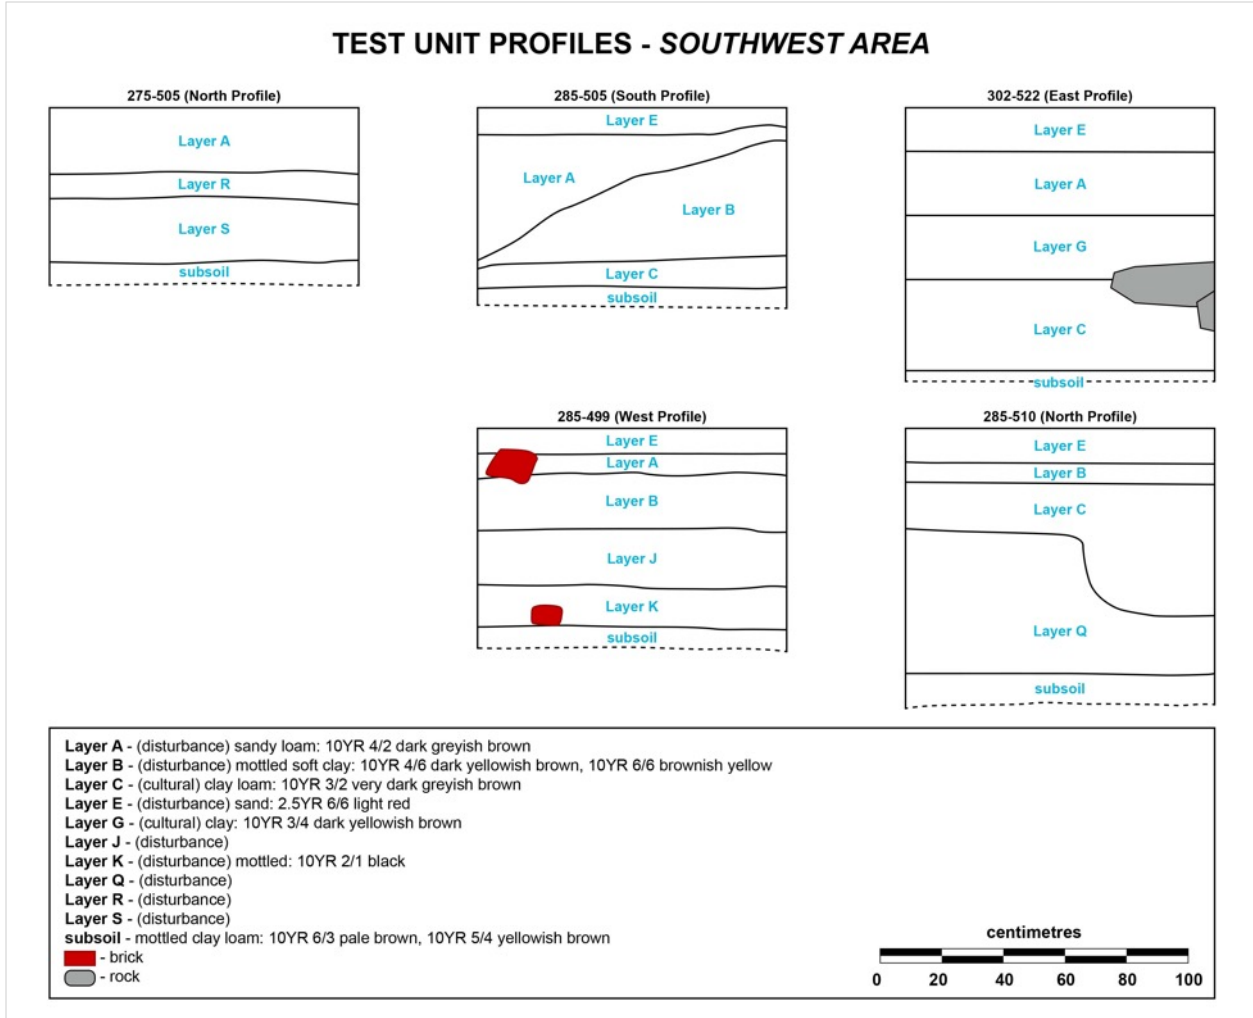 TEST UNIT PROFILES - SOUTHWEST AREA
275-505 (North Profile)
Layer A
Layer R
Layer S
subsoil
285-505 (South Profile)
Layer E
Layer A
Layer B
Layer C
subsoil
302-522 (East Profile)
Layer E
Layer A
Layer G
Layer C
subsoil
285-499 (West Profile)
Layer E
Layer A
Layer B
Layer J
Layer K
subsoil
285-510 (North Profile)
Layer E
Layer B
Layer C
Layer Q
subsoil
Layer A - (disturbance) sandy loam: 10YR 4/2 dark greyish brown
Layer B - (disturbance) mottled soft clay: 10YR 4/6 dark yellowish brown, 10YR 6/6 brownish yellow
Layer C - (cultural) clay loam: 10YR 3/2 very dark greyish brown
Layer E - (disturbance) sand: 2.5YR 6/6 light red
Layer G - (cultural) clay: 10YR 3/4 dark yellowish brown
Layer J - (disturbance)
Layer K - (disturbance) mottled: 10YR 2/1 black
Layer Q - (disturbance)
Layer R - (disturbance)
Layer S - (disturbance)
subsoil - mottled clay loam: 10YR 6/3 pale brown, 10YR 5/4 yellowish brown
- brick
- rock
centimetres
0 20 40 60 80 100